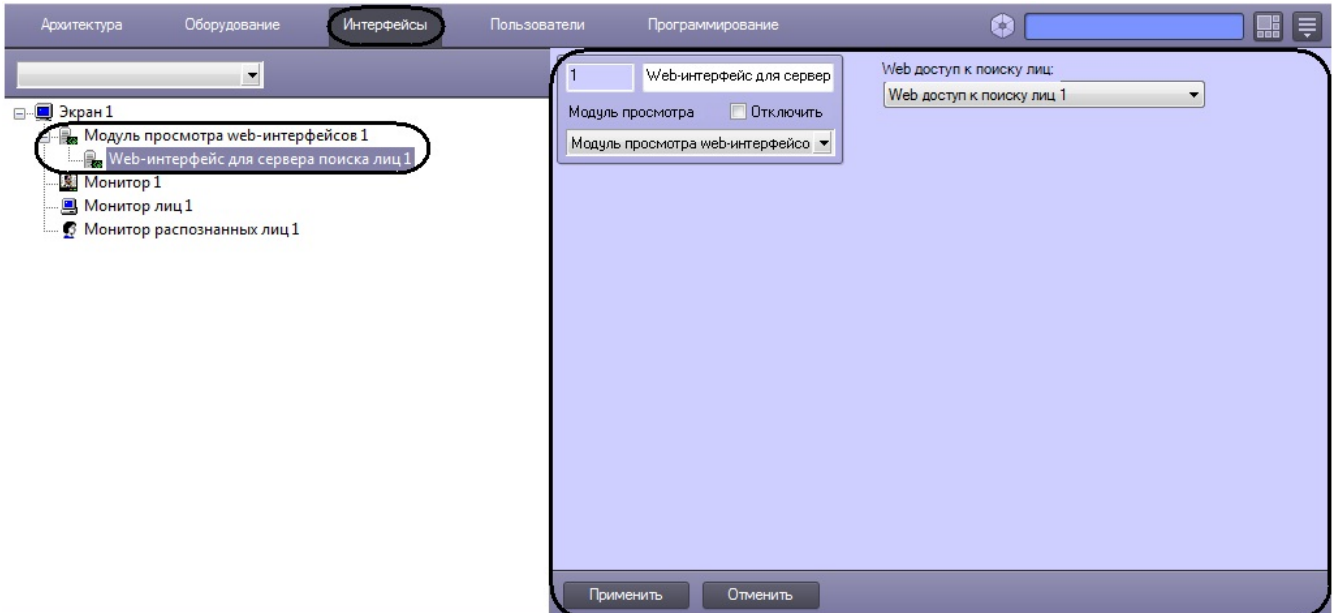 Архитектура Оборудование Интерфейсы Пользователи Программирование
Экран 1
Модуль просмотра web-интерфейсов 1
Web-интерфейс для сервера поиска лиц 1
Монитор 1
Монитор лиц 1
Монитор распознанных лиц 1
1 Web-интерфейс для сервер
Модуль просмотра Отключить
Модуль просмотра web-интерфейсо
Web доступ к поиску лиц:
Web доступ к поиску лиц 1
Применить Отменить